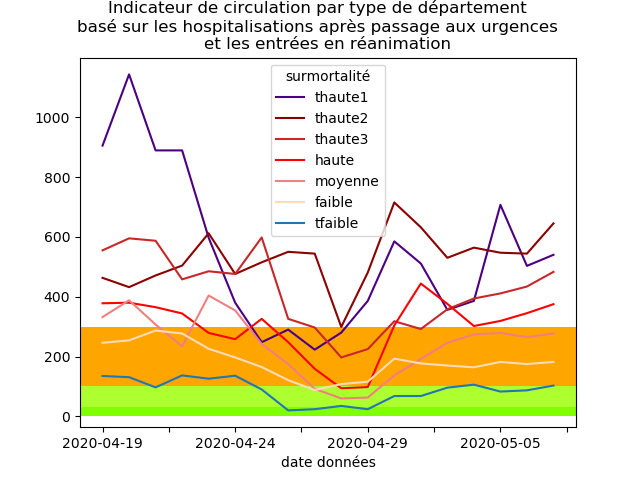 Indicateur de circulation par type de département
basé sur les hospitalisations après passage aux urgences
et les entrées en réanimation
surmortalité
thaute1
thaute2
thaute3
haute
moyenne
faible
tfaible
1000
800
600
400
200
0
2020-04-19
2020-04-24
2020-04-29
2020-05-05
date données